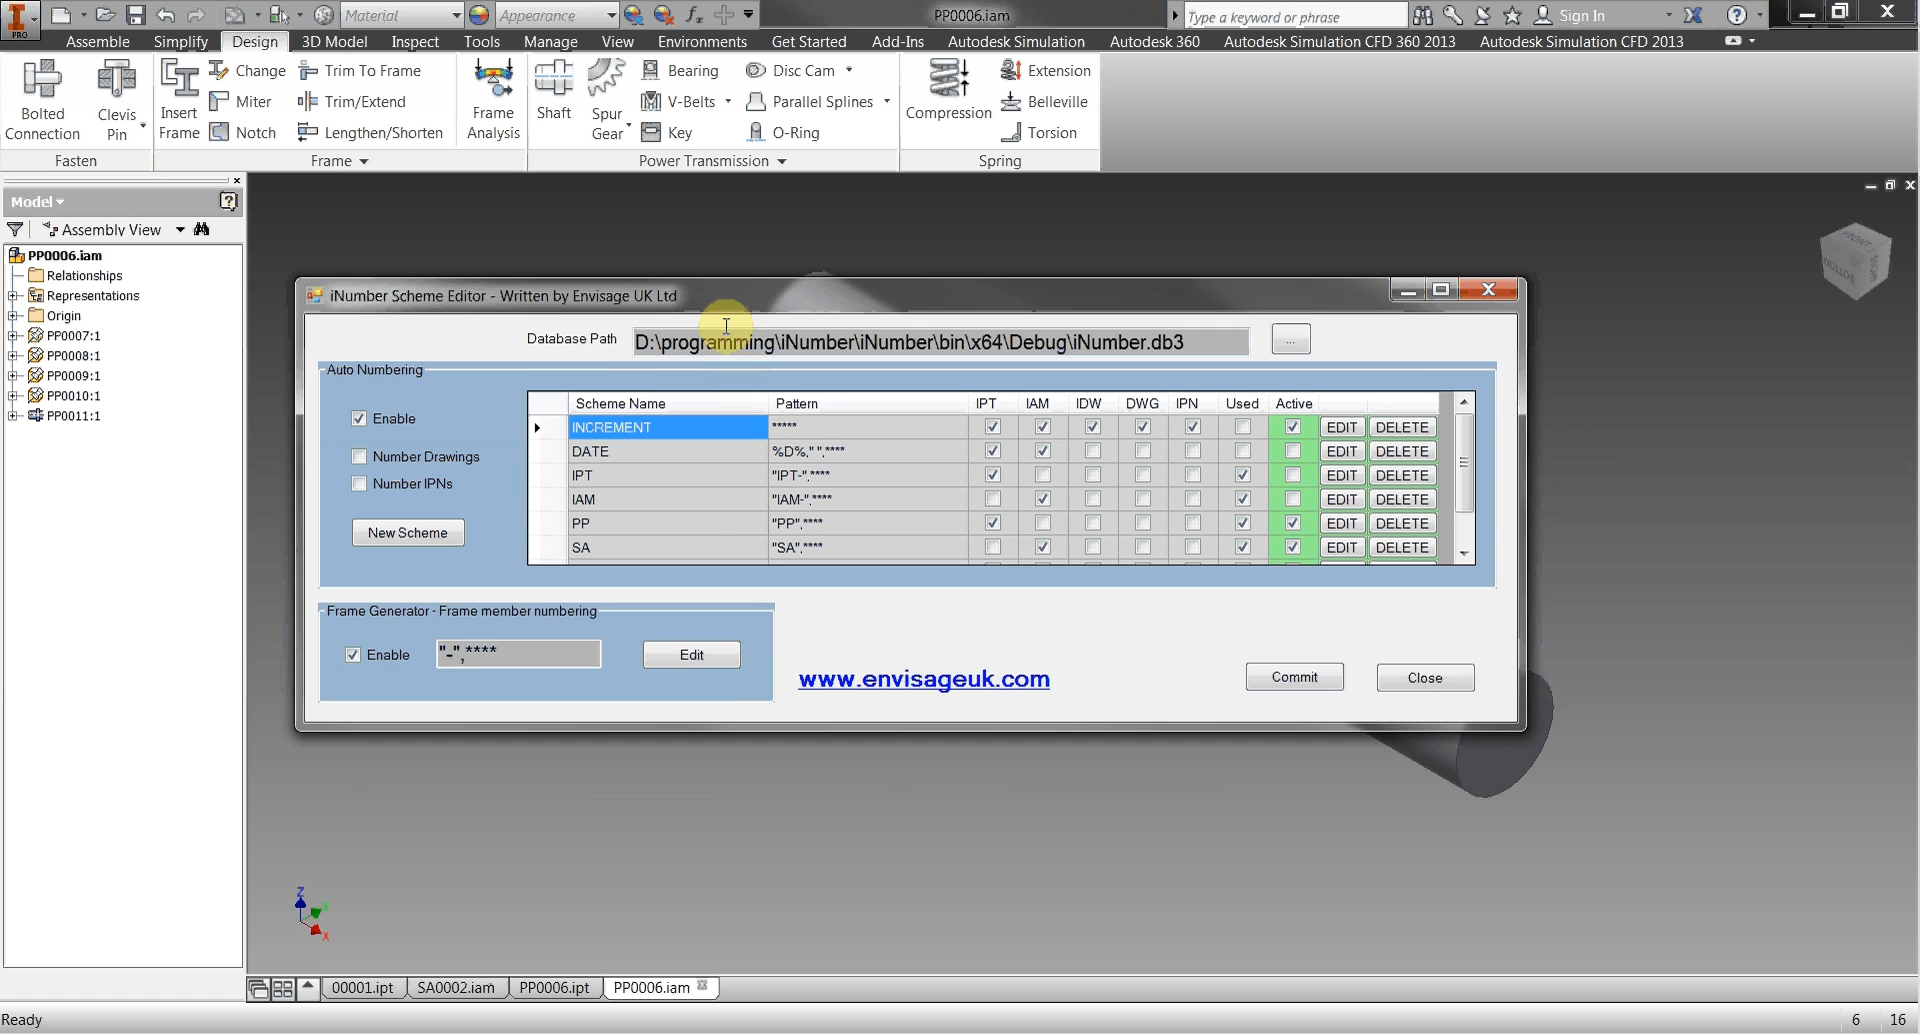 PRO
Material
Appearance
PP0006.iam
Type a keyword or phrase
Sign In
Assemble Simplify Design 3D Model Inspect Tools Manage View Environments Get Started Add-Ins Autodesk Simulation Autodesk 360 Autodesk Simulation CFD 360 2013 Autodesk Simulation CFD 2013
Bolted Connection
Clevis Pin
Fasten
Insert Frame
Change
Miter
Notch
Trim To Frame
Trim/Extend
Lengthen/Shorten
Frame Analysis
Frame
Shaft
Spur Gear
Bearing
V-Belts
Key
Disc Cam
Parallel Splines
O-Ring
Power Transmission
Compression
Extension
Belleville
Torsion
Spring
Model
Assembly View
PP0006.iam
Relationships
Representations
Origin
PP0007:1
PP0008:1
PP0009:1
PP0010:1
PP0011:1
FRONT
BOTTOM
iNumber Scheme Editor - Written by Envisage UK Ltd
Database Path D:\programming\iNumber\iNumber\bin\x64\Debug\iNumber.db3 ...
Auto Numbering
Enable
Number Drawings
Number IPNs
New Scheme
Scheme Name Pattern IPT IAM IDW DWG IPN Used Active
INCREMENT ***** EDIT DELETE
DATE %D%," ",**** EDIT DELETE
IPT "IPT-",**** EDIT DELETE
IAM "IAM-",**** EDIT DELETE
PP "PP",**** EDIT DELETE
SA "SA",**** EDIT DELETE
Frame Generator - Frame member numbering
Enable "-",**** Edit
www.envisageuk.com
Commit Close
Z
Y
X
00001.ipt SA0002.iam PP0006.ipt PP0006.iam
Ready
6 16